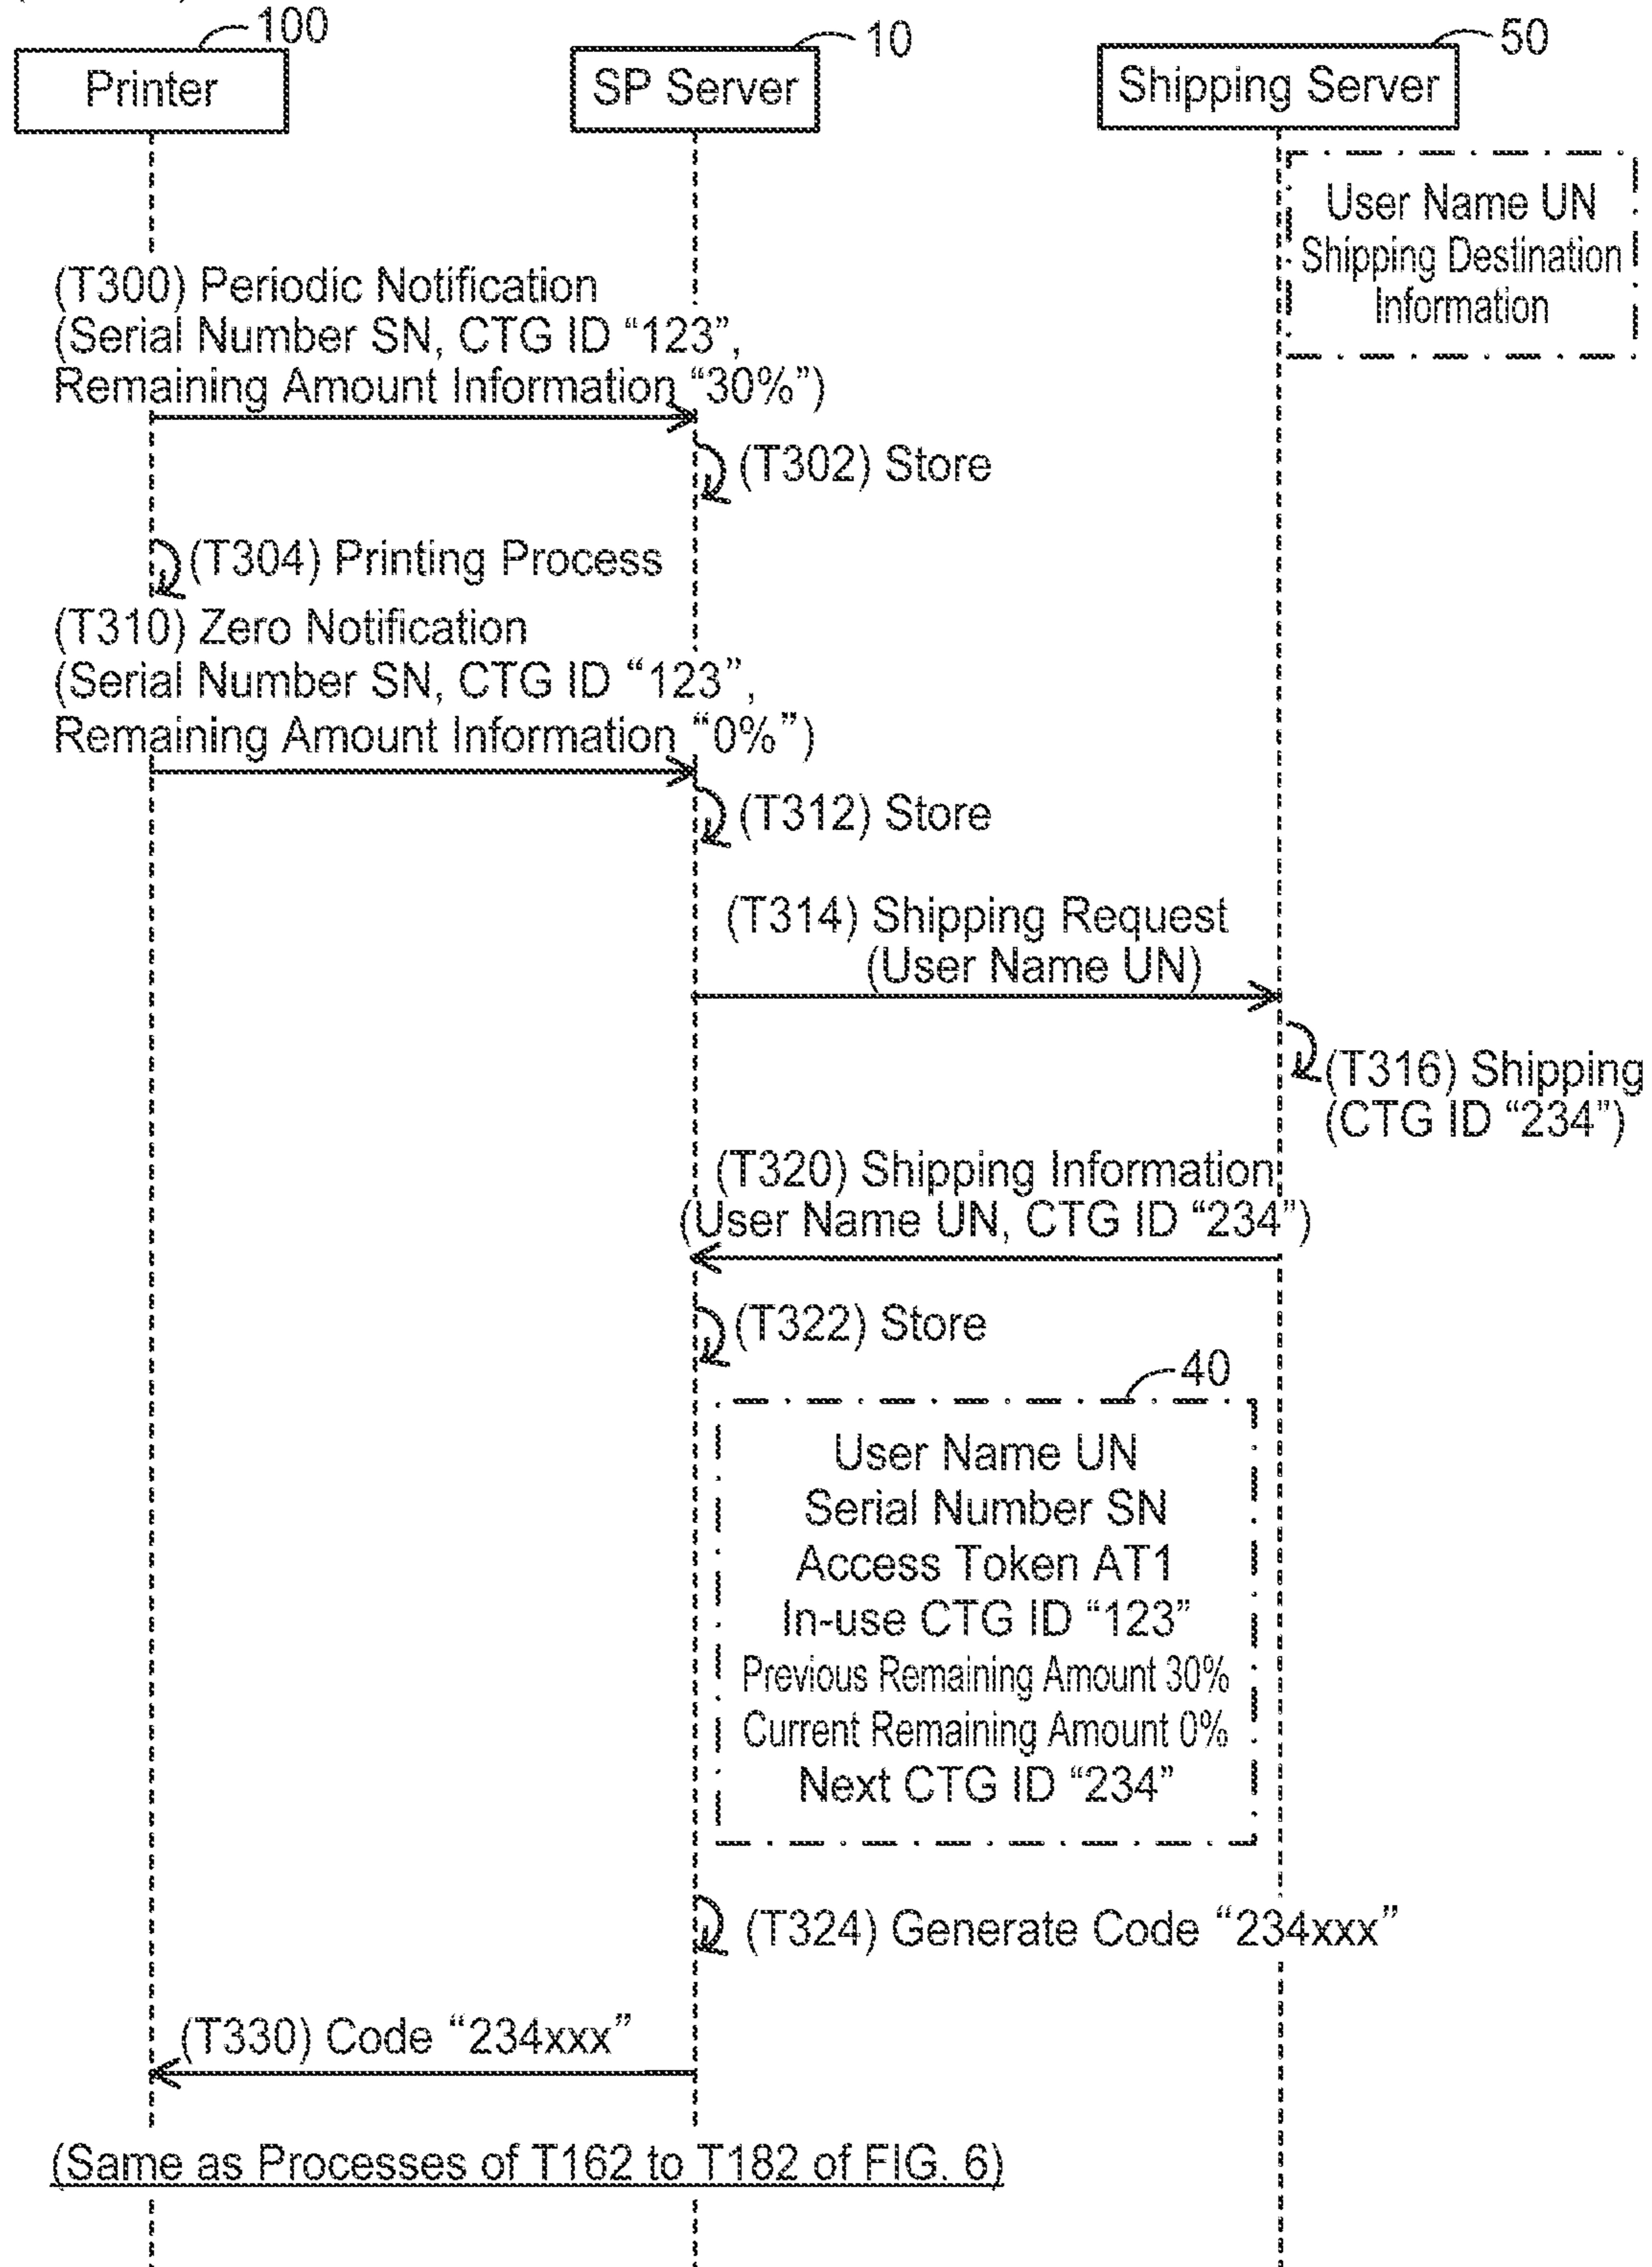 100
10
50
Printer
SP Server
Shipping Server
User Name UN
Shipping Destination
Information
(T300) Periodic Notification
(Serial Number SN, CTG ID “123”,
Remaining Amount Information “30%”)
(T302) Store
(T304) Printing Process
(T310) Zero Notification
(Serial Number SN, CTG ID “123”,
Remaining Amount Information “0%”)
(T312) Store
(T314) Shipping Request
(User Name UN)
(T316) Shipping
(CTG ID “234”)
(T320) Shipping Information
(User Name UN, CTG ID “234”)
(T322) Store
40
User Name UN
Serial Number SN
Access Token AT1
In-use CTG ID “123”
Previous Remaining Amount 30%
Current Remaining Amount 0%
Next CTG ID “234”
(T324) Generate Code “234xxx”
(T330) Code “234xxx”
(Same as Processes of T162 to T182 of FIG. 6)